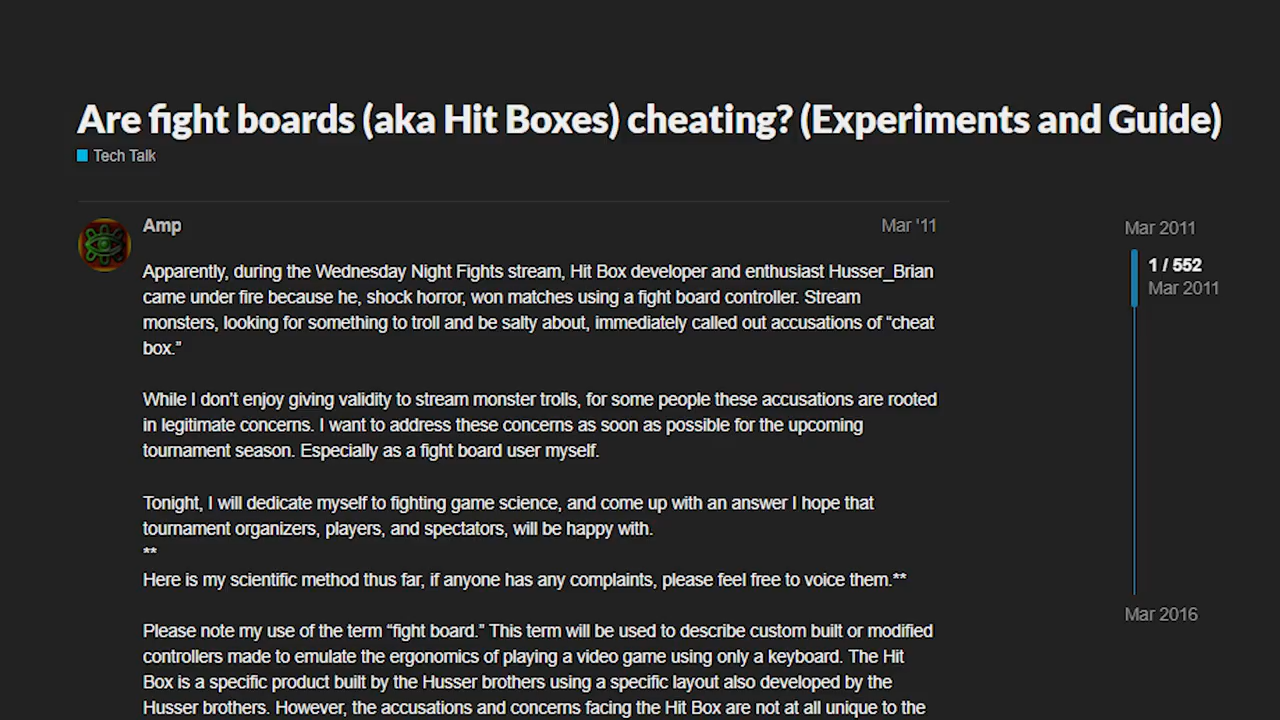 Are fight boards (aka Hit Boxes) cheating? (Experiments and Guide)
Tech Talk
Amp
Mar '11
Apparently, during the Wednesday Night Fights stream, Hit Box developer and enthusiast Husser_Brian
came under fire because he, shock horror, won matches using a fight board controller. Stream
monsters, looking for something to troll and be salty about, immediately called out accusations of “cheat
box.”
While I don’t enjoy giving validity to stream monster trolls, for some people these accusations are rooted
in legitimate concerns. I want to address these concerns as soon as possible for the upcoming
tournament season. Especially as a fight board user myself.
Tonight, I will dedicate myself to fighting game science, and come up with an answer I hope that
tournament organizers, players, and spectators, will be happy with.
**
Here is my scientific method thus far, if anyone has any complaints, please feel free to voice them.**
Please note my use of the term “fight board.” This term will be used to describe custom built or modified
controllers made to emulate the ergonomics of playing a video game using only a keyboard. The Hit
Box is a specific product built by the Husser brothers using a specific layout also developed by the
Husser brothers. However, the accusations and concerns facing the Hit Box are not at all unique to the
Mar 2011
1 / 552
Mar 2011
Mar 2016